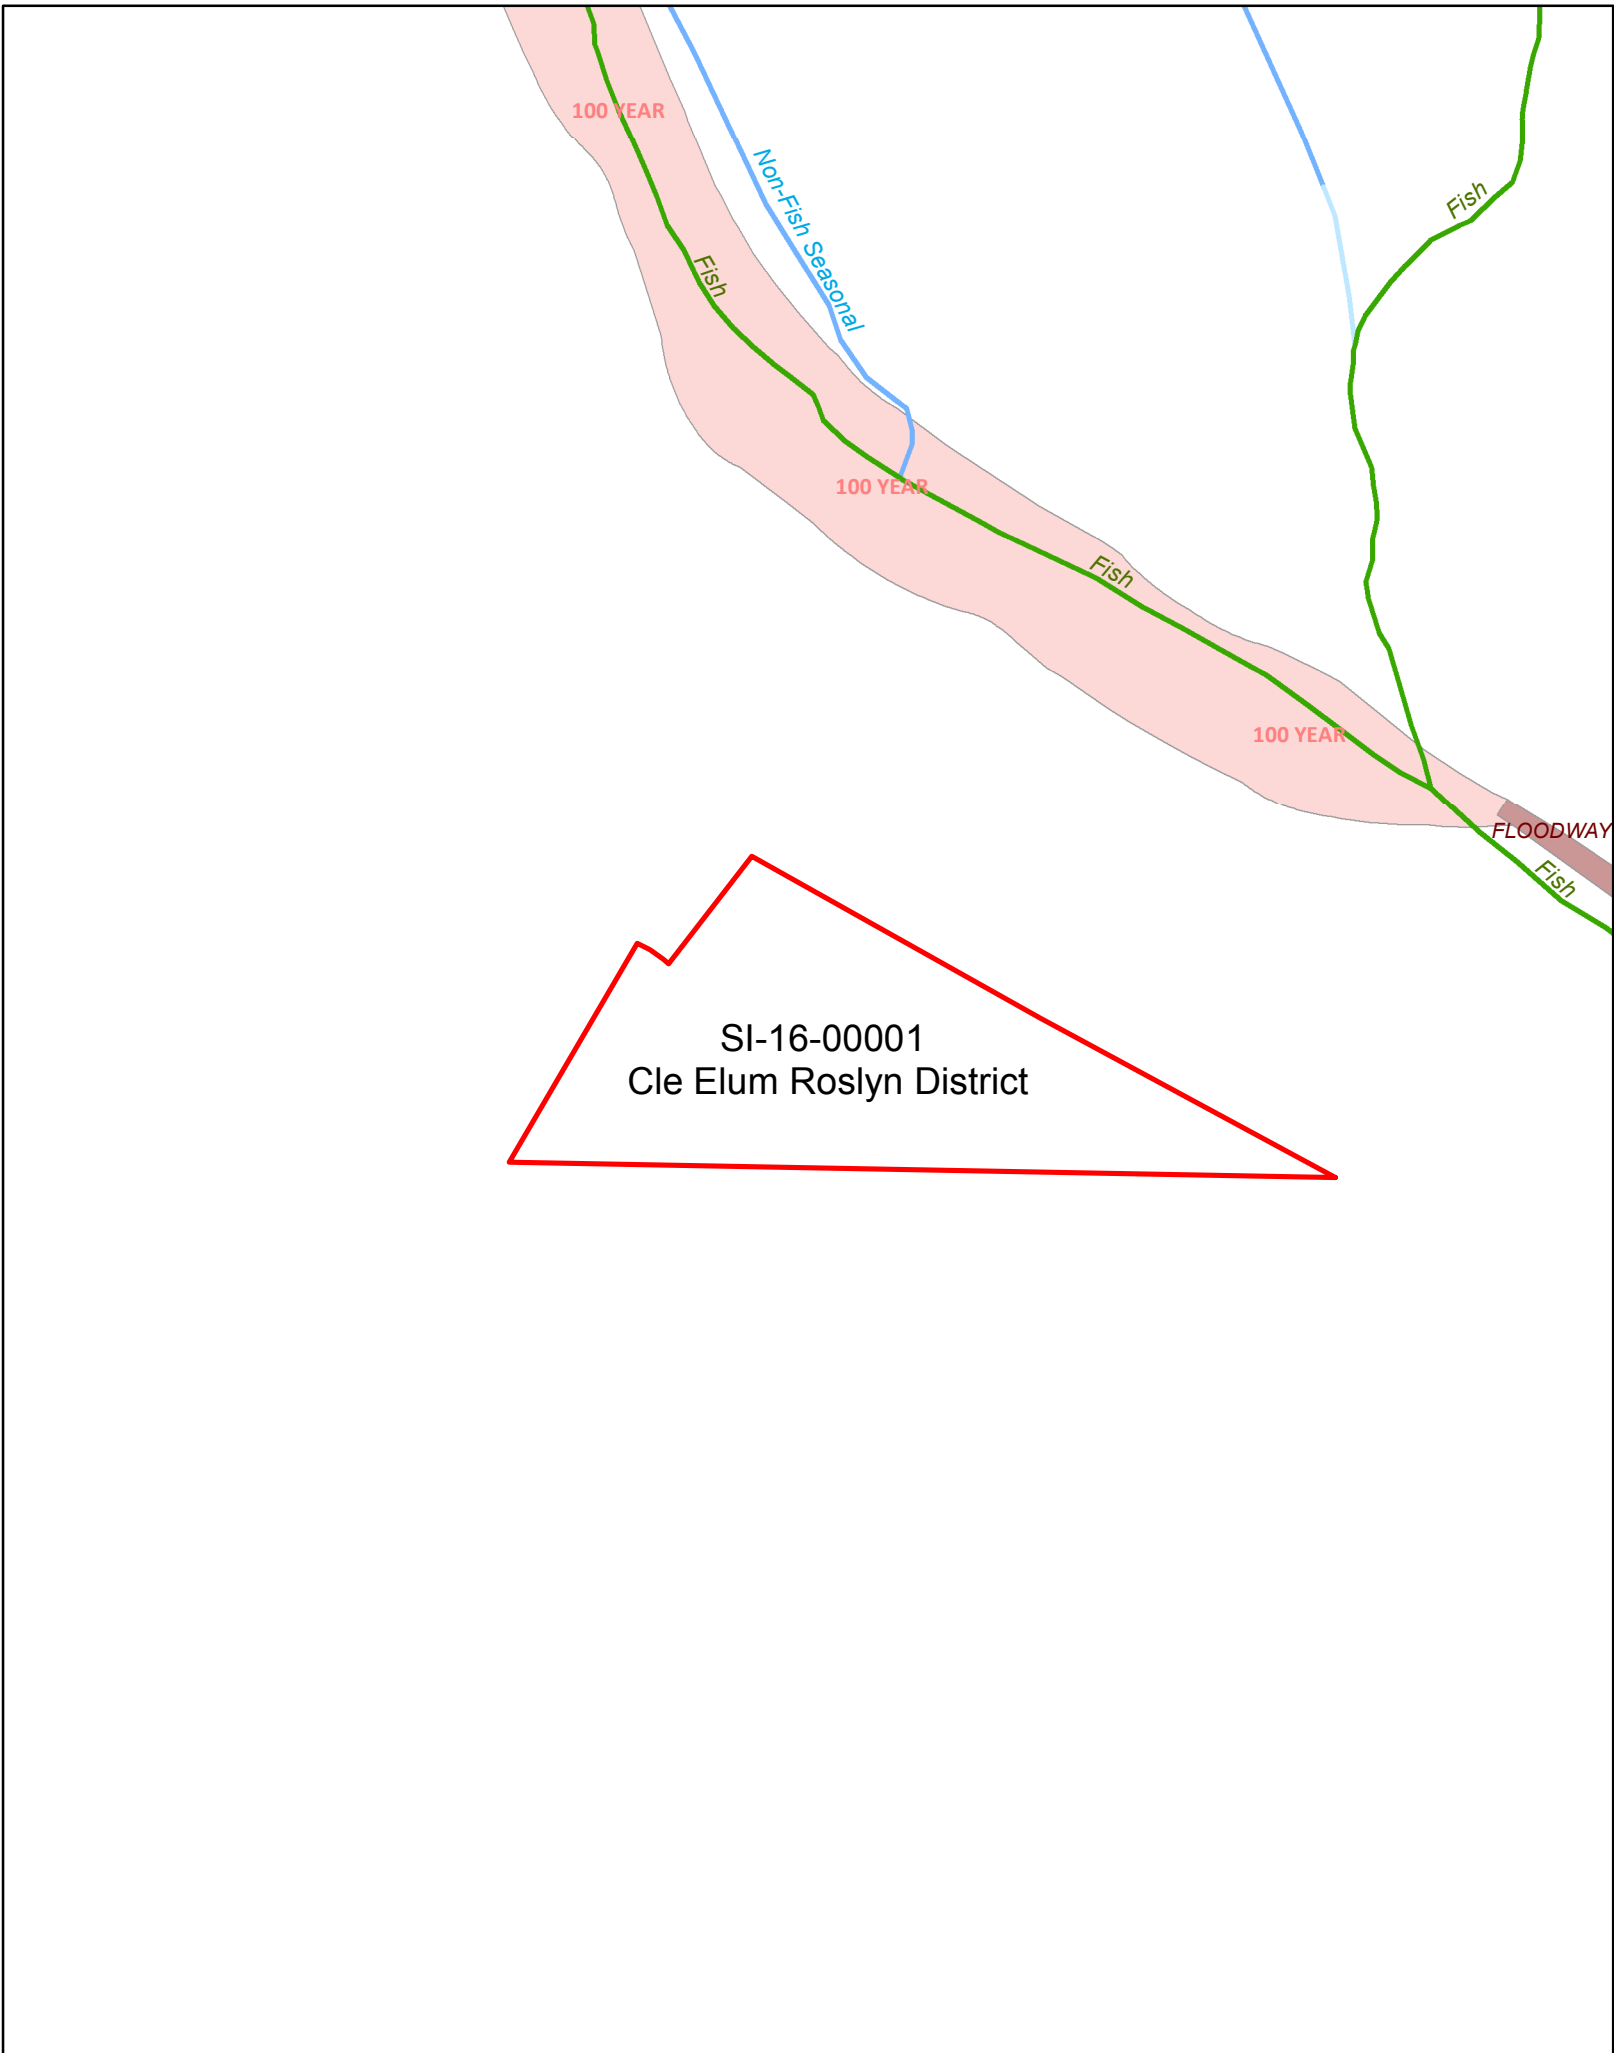 100 YEAR
Non-Fish Seasonal
Fish
Fish
100 YEAR
Fish
100 YEAR
FLOODWAY
Fish
SI-16-00001
Cle Elum Roslyn District